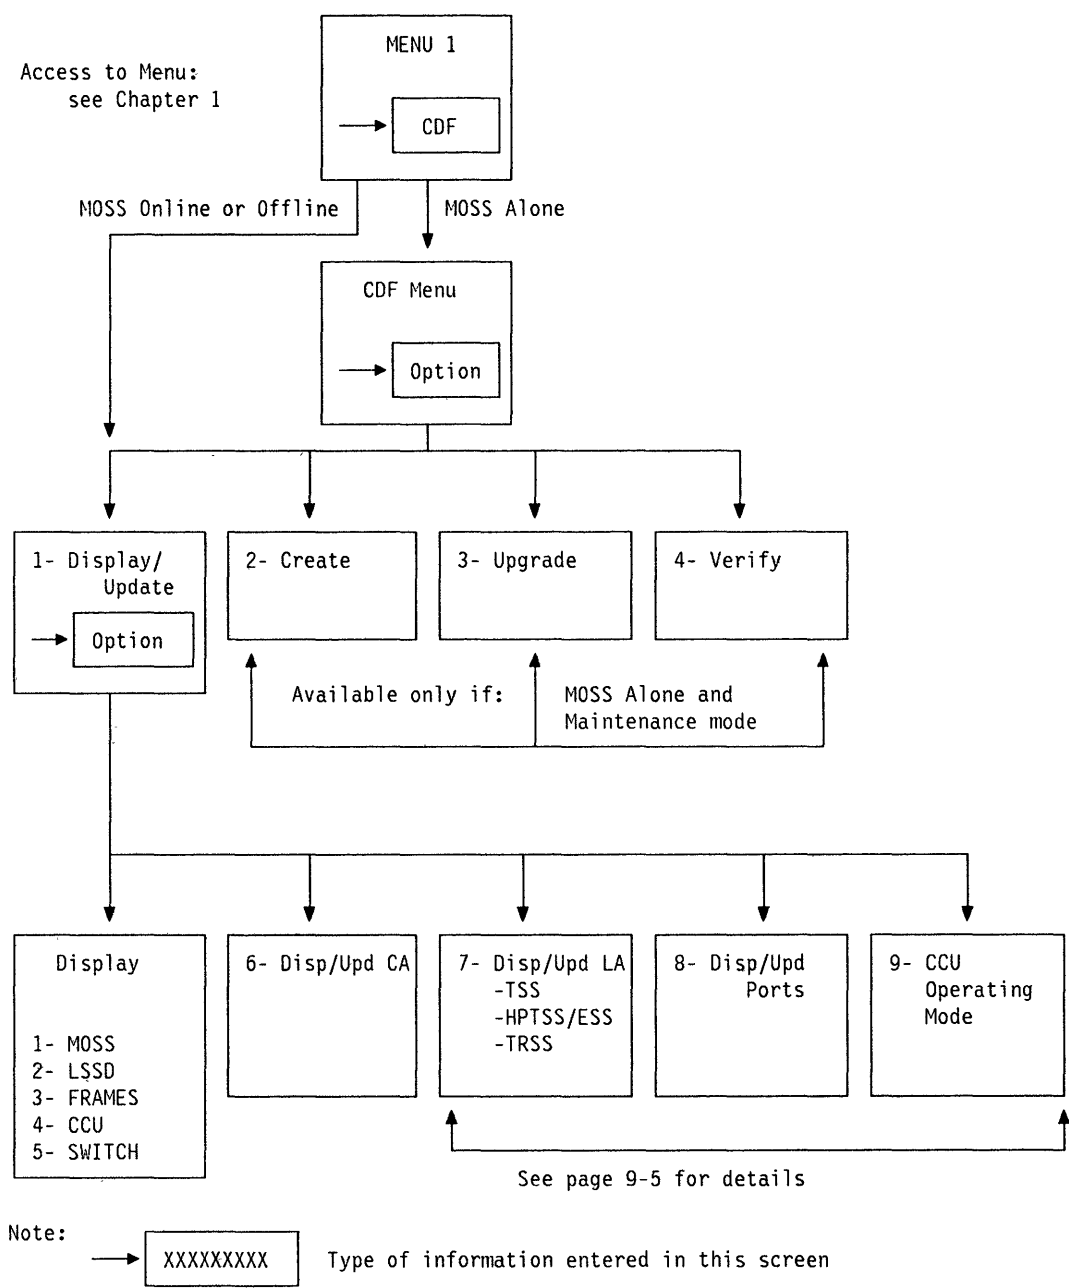 MENU 1
Access to Menu:
see Chapter 1
CDF
MOSS Online or Offline
MOSS Alone
CDF Menu
Option
1- Display/
Update
Option
2- Create
3- Upgrade
4- Verify
Available only if:
MOSS Alone and
Maintenance mode
Display
1- MOSS
2- LSSD
3- FRAMES
4- CCU
5- SWITCH
6- Disp/Upd CA
7- Disp/Upd LA
-TSS
-HPTSS/ESS
-TRSS
8- Disp/Upd
Ports
9- CCU
Operating
Mode
See page 9-5 for details
Note:
XXXXXXXXX
Type of information entered in this screen